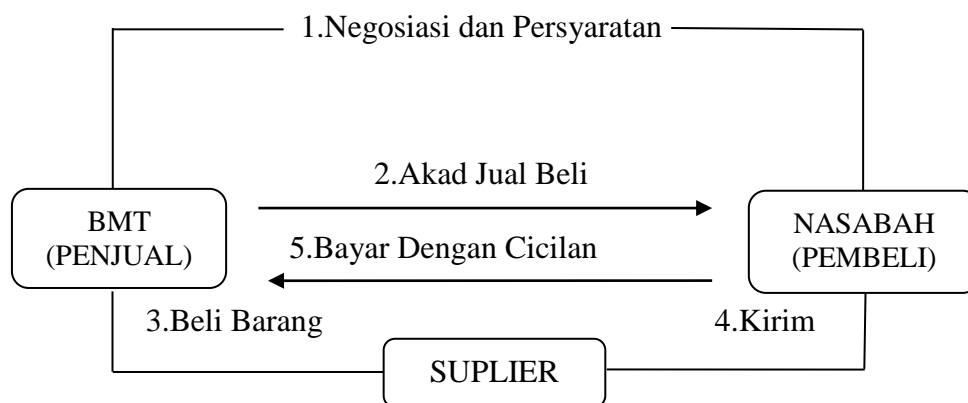 1.Negosiasi dan Persyaratan
2.Akad Jual Beli
BMT
(PENJUAL)
NASABAH
(PEMBELI)
5.Bayar Dengan Cicilan
3.Beli Barang
4.Kirim
SUPLIER